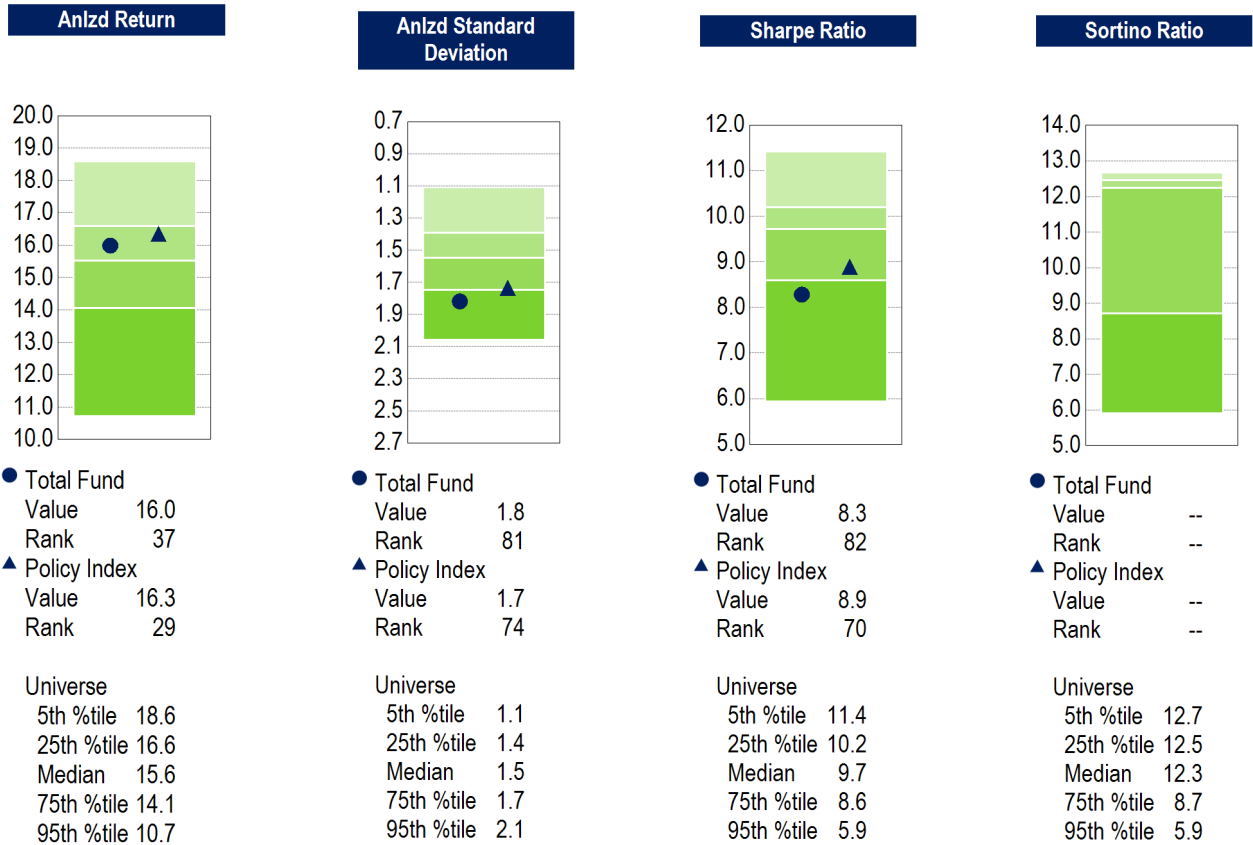 Anlzd Return
20.0
19.0
18.0
17.0
16.0
15.0
14.0
13.0
12.0
11.0
10.0
Total Fund
Value 16.0
Rank 37
Policy Index
Value 16.3
Rank 29
Universe
5th %tile 18.6
25th %tile 16.6
Median 15.6
75th %tile 14.1
95th %tile 10.7
Anlzd Standard
Deviation
0.7
0.9
1.1
1.3
1.5
1.7
1.9
2.1
2.3
2.5
2.7
Total Fund
Value 1.8
Rank 81
Policy Index
Value 1.7
Rank 74
Universe
5th %tile 1.1
25th %tile 1.4
Median 1.5
75th %tile 1.7
95th %tile 2.1
Sharpe Ratio
12.0
11.0
10.0
9.0
8.0
7.0
6.0
5.0
Total Fund
Value 8.3
Rank 82
Policy Index
Value 8.9
Rank 70
Universe
5th %tile 11.4
25th %tile 10.2
Median 9.7
75th %tile 8.6
95th %tile 5.9
Sortino Ratio
14.0
13.0
12.0
11.0
10.0
9.0
8.0
7.0
6.0
5.0
Total Fund
Value --
Rank --
Policy Index
Value --
Rank --
Universe
5th %tile 12.7
25th %tile 12.5
Median 12.3
75th %tile 8.7
95th %tile 5.9